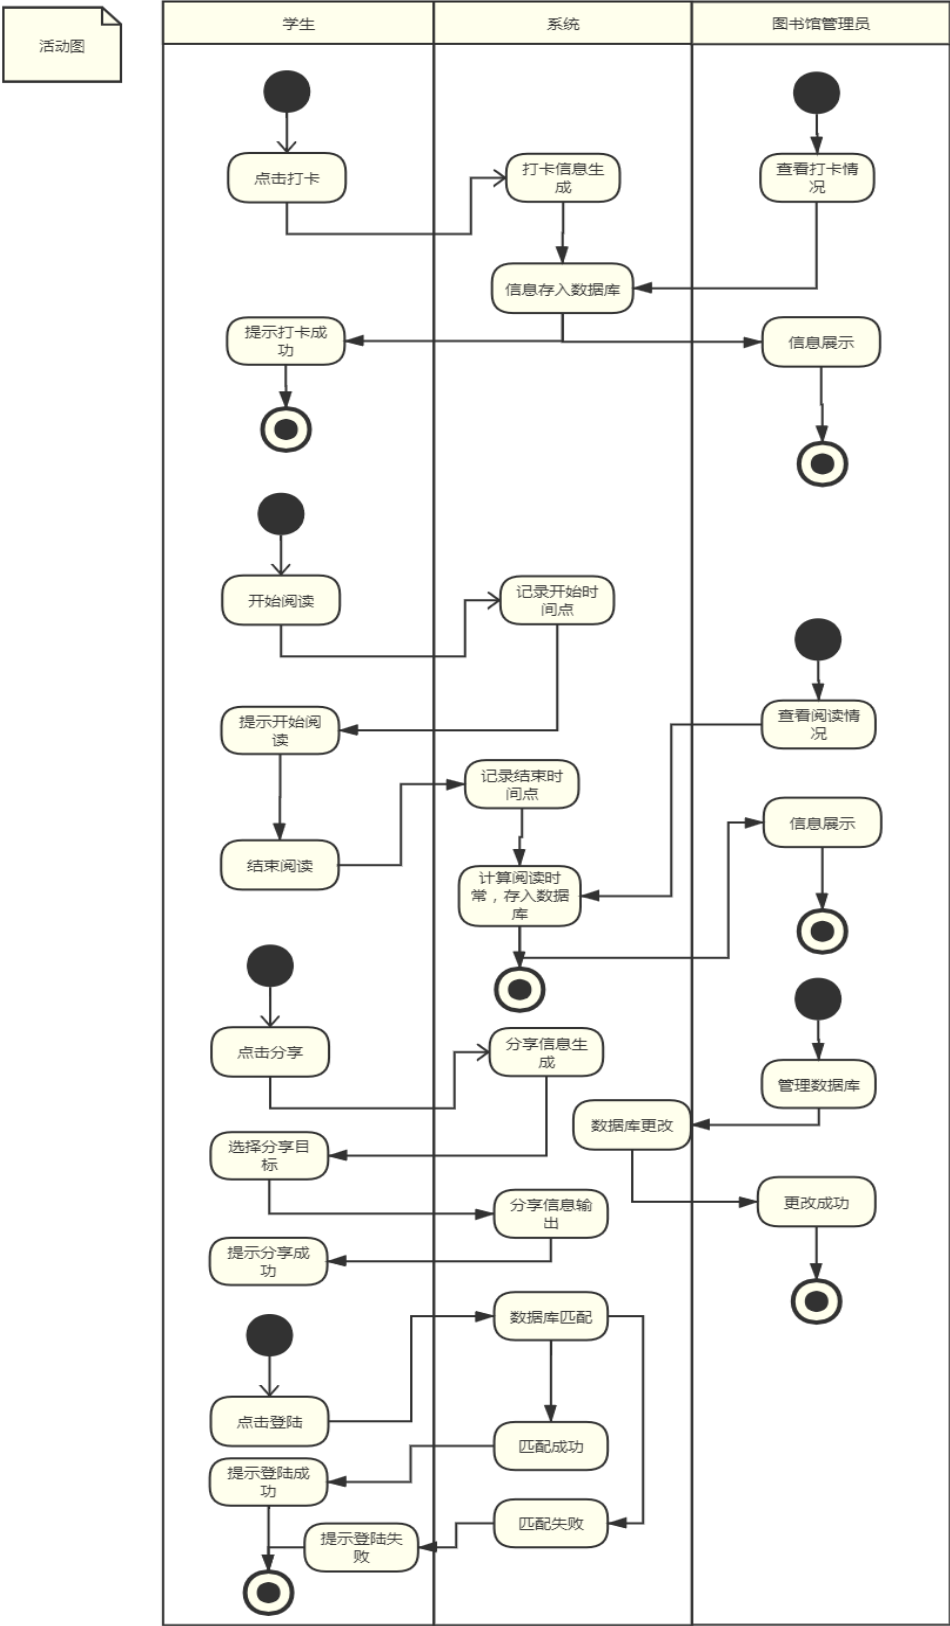 活动图
学生
系统
图书馆管理员
点击打卡
打卡信息生
成
查看打卡情
况
信息存入数据库
提示打卡成
功
信息展示
开始阅读
记录开始时
间点
提示开始阅
读
查看阅读情
况
记录结束时
间点
信息展示
结束阅读
计算阅读时
常，存入数据
库
点击分享
分享信息生
成
管理数据库
数据库更改
选择分享目
标
更改成功
分享信息输
出
提示分享成
功
数据库匹配
点击登陆
匹配成功
提示登陆成
功
匹配失败
提示登陆失
败